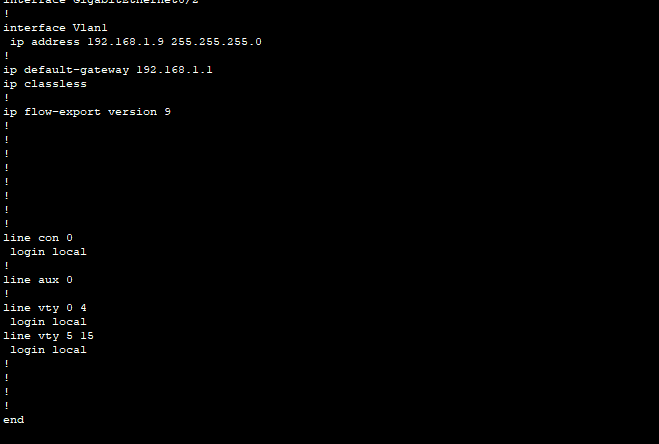 interface GigabitEthernet0/2
!
interface Vlan1
 ip address 192.168.1.9 255.255.255.0
!
ip default-gateway 192.168.1.1
ip classless
!
ip flow-export version 9
!
!
!
!
!
!
!
!
line con 0
 login local
!
line aux 0
!
line vty 0 4
 login local
line vty 5 15
 login local
!
!
!
!
end